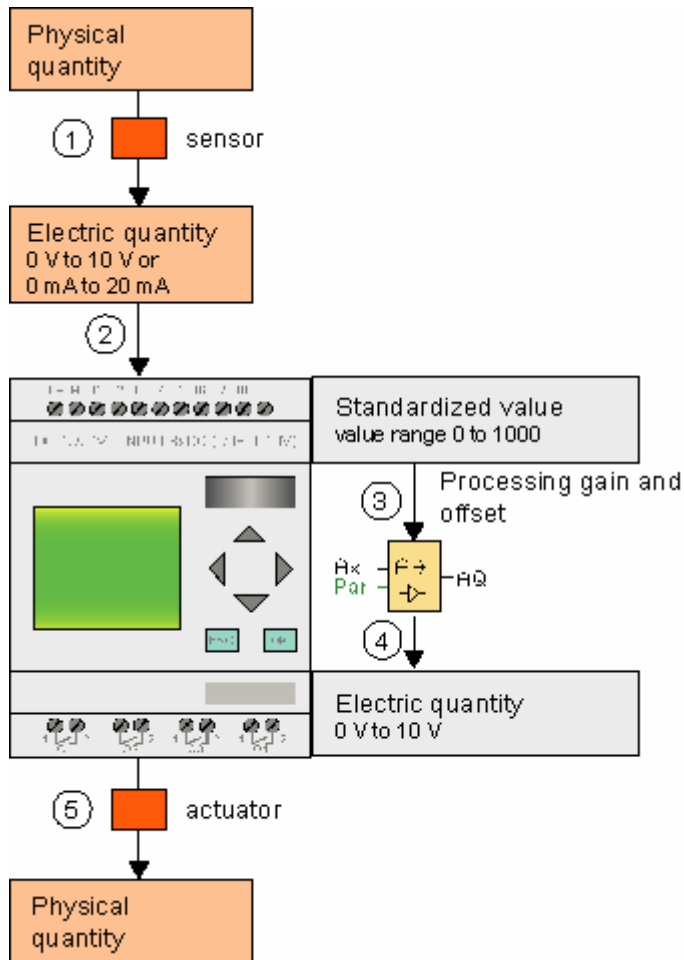 Physical
quantity
1
sensor
Electric quantity
0 V to 10 V or
0 mA to 20 mA
2
Standardized value
value range 0 to 1000
3
Processing gain and
offset
Ax
A→
Par
AQ
ESC
4
Electric quantity
0 V to 10 V
5
actuator
Physical
quantity